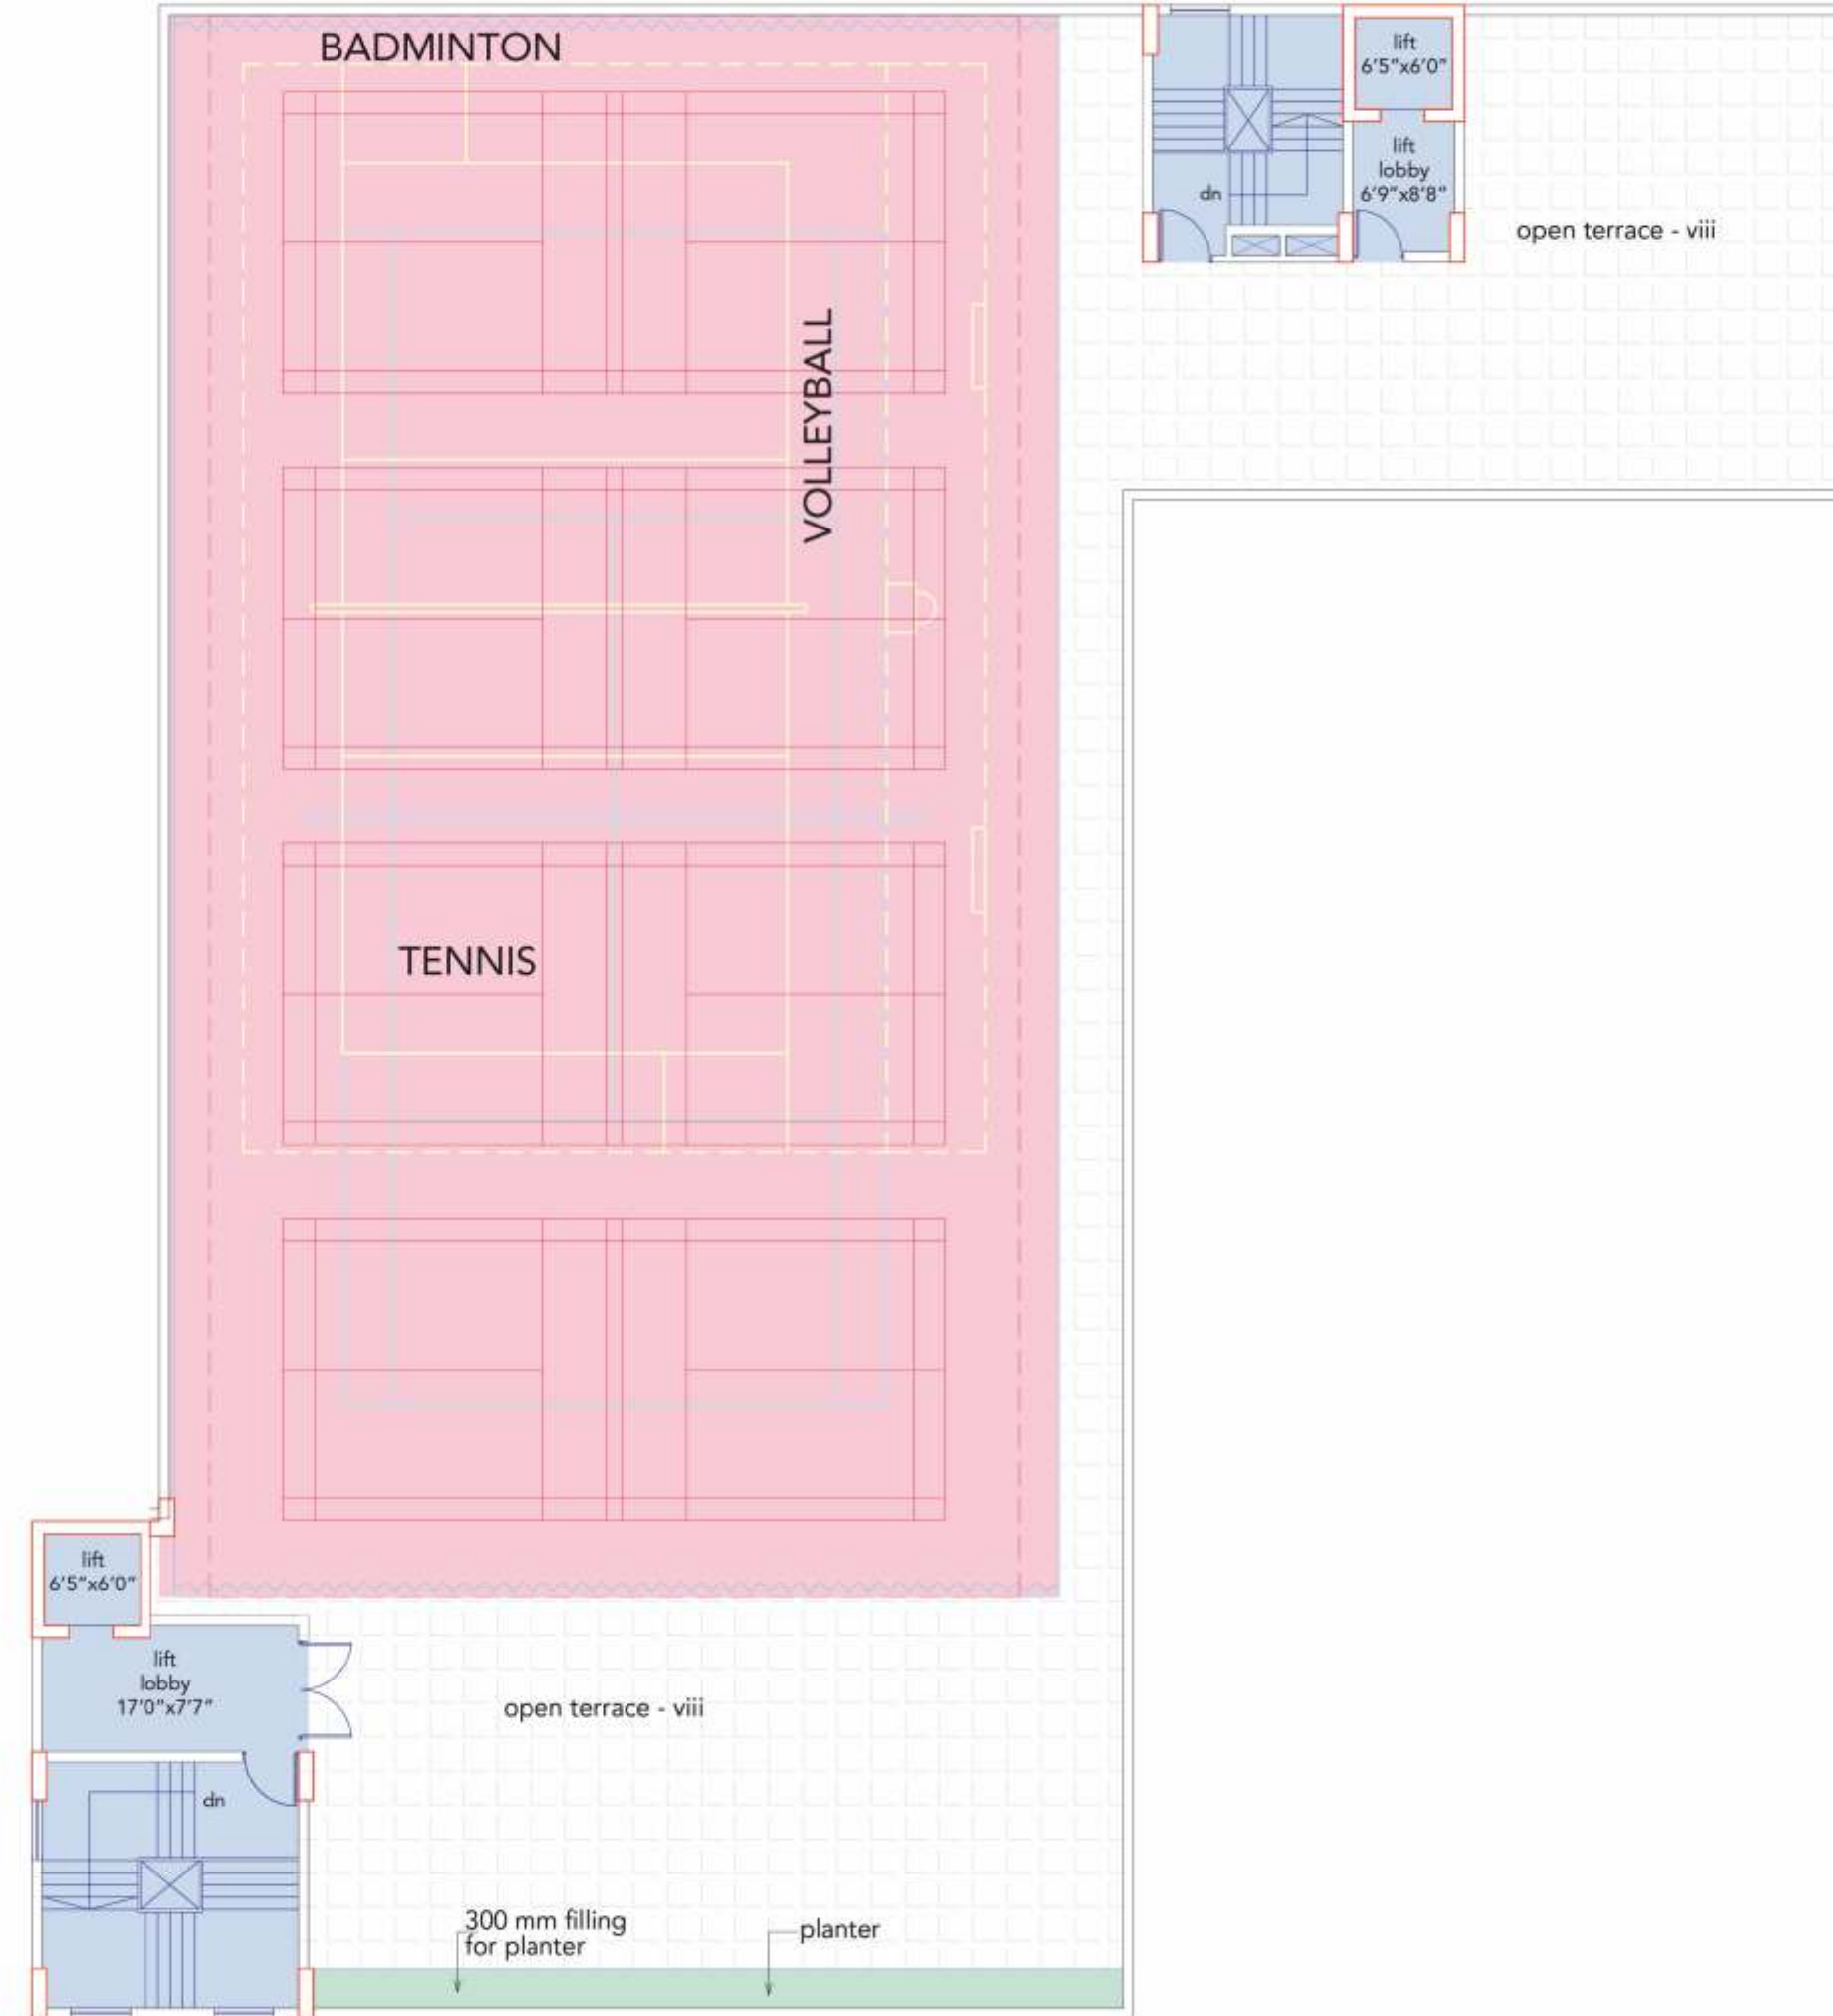 BADMINTON
lift
6'5"x6'0"
lift
lobby
6'9"x8'8"
dn
open terrace - viii
VOLLEYBALL
TENNIS
lift
6'5"x6'0"
lift
lobby
17'0"x7'7"
open terrace - viii
dn
300 mm filling
for planter
planter